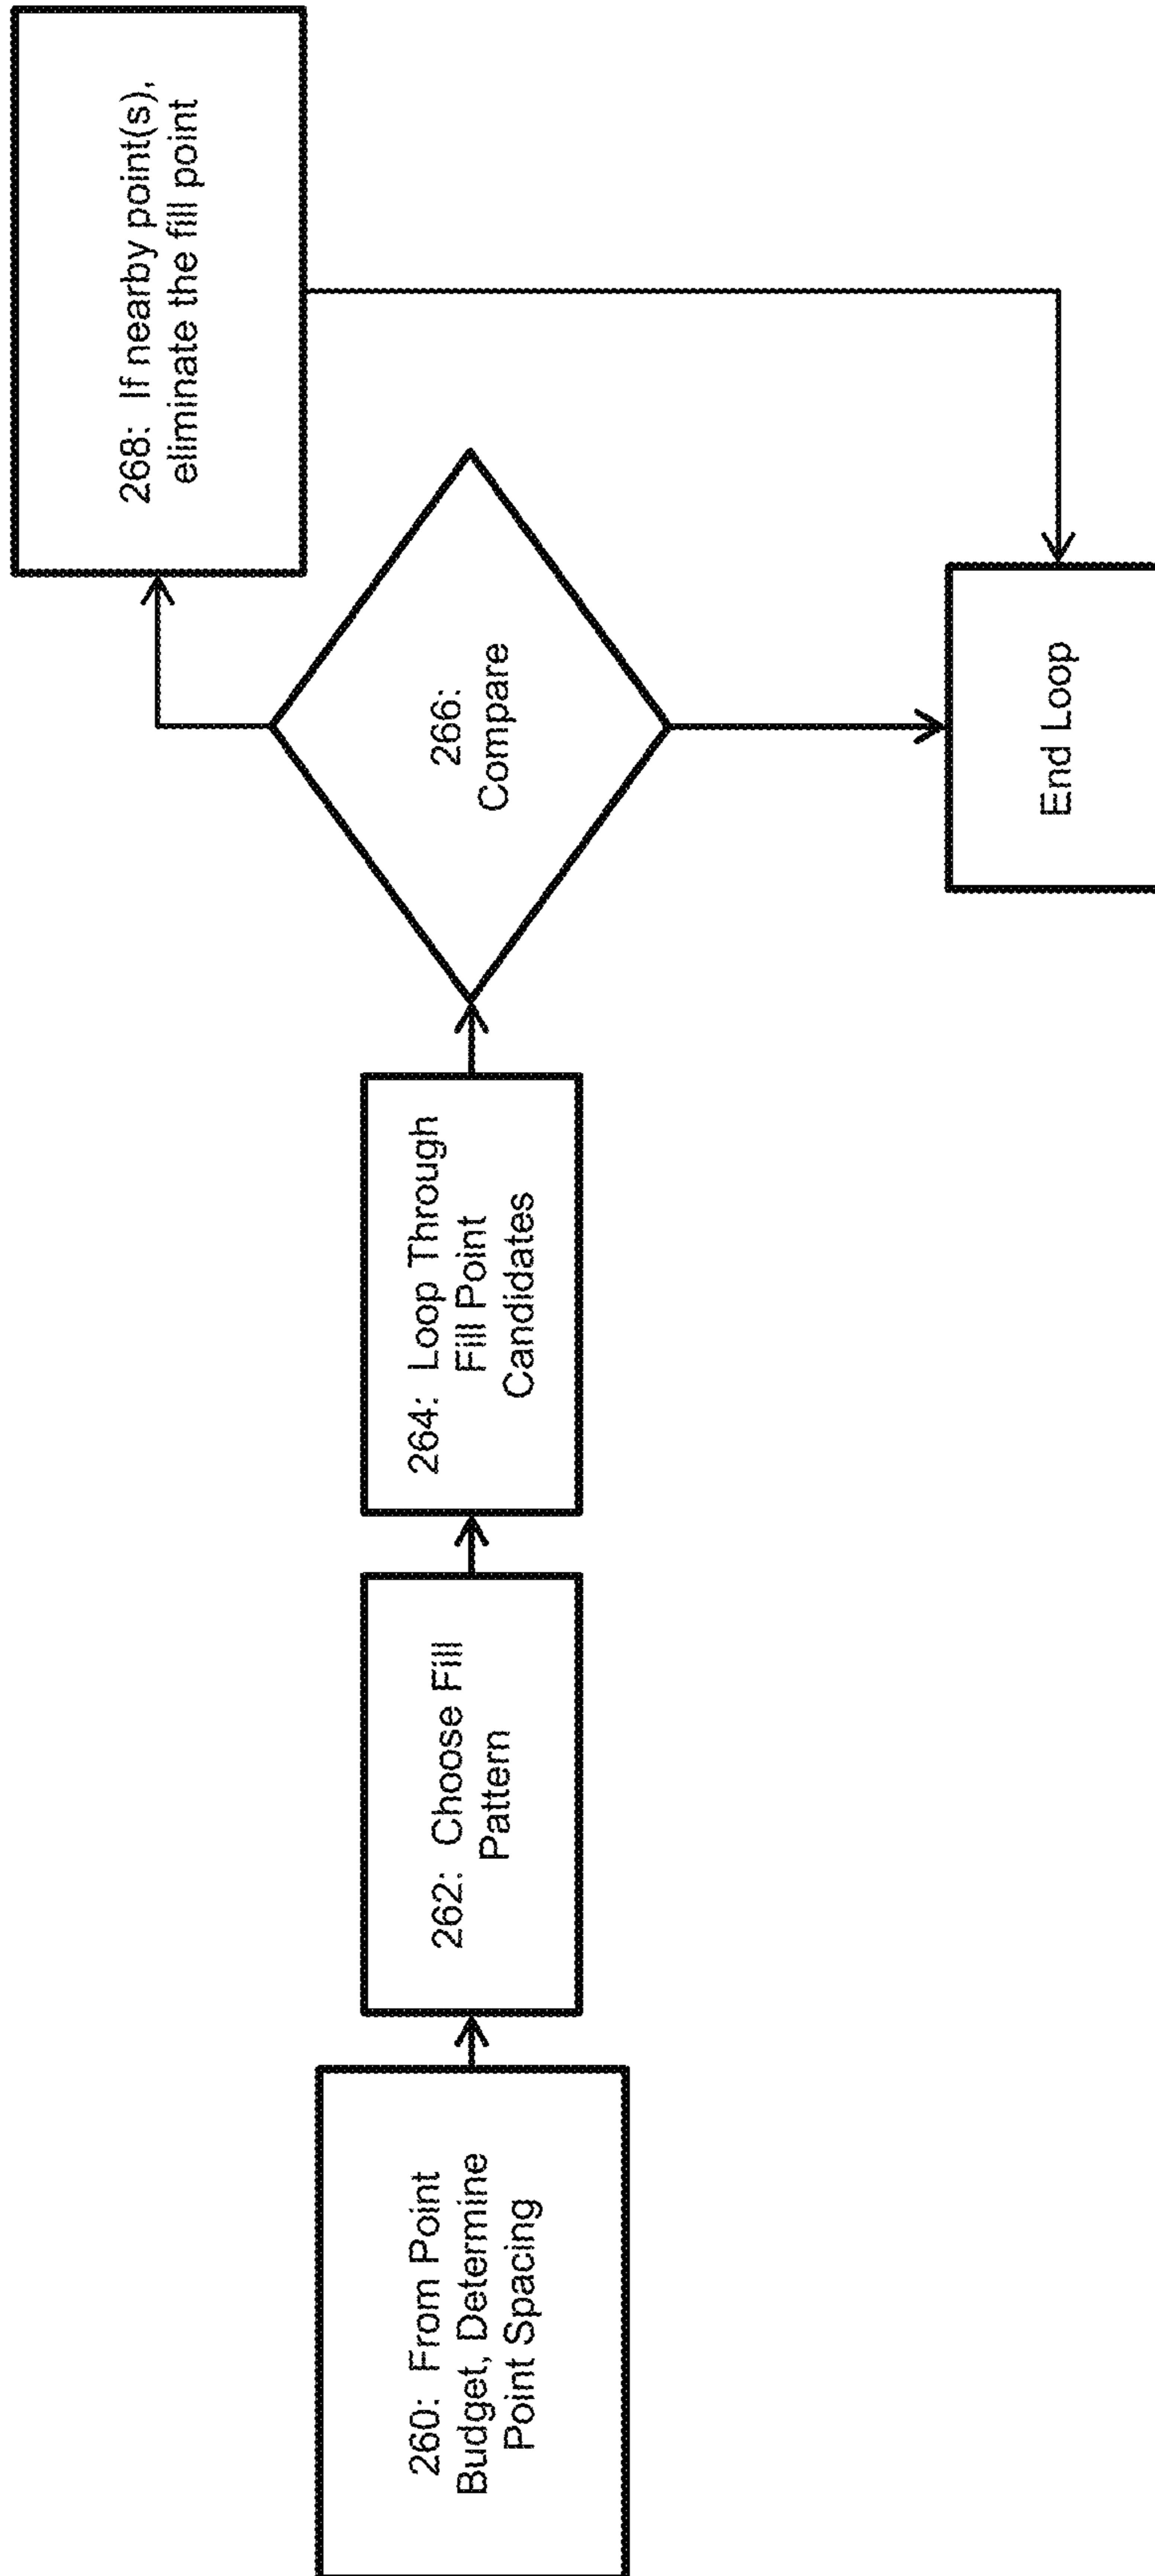 260: From Point
Budget, Determine
Point Spacing
262: Choose Fill
Pattern
264: Loop Through
Fill Point
Candidates
266:
Compare
268: If nearby point(s),
eliminate the fill point
End Loop